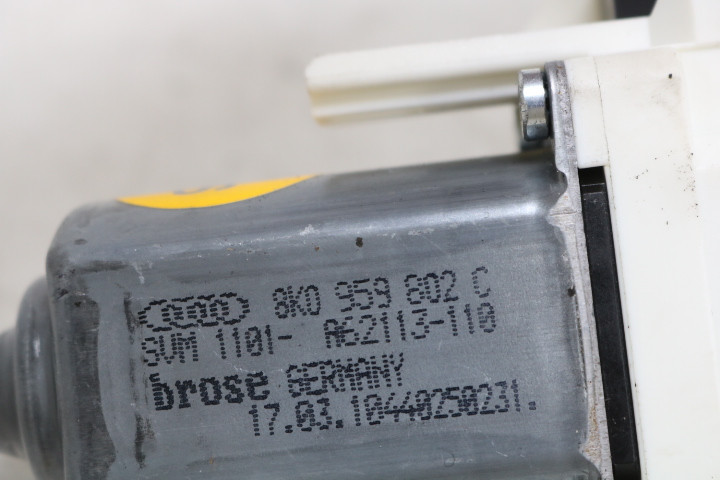 8K0 959 802 C
SVM 1101- A62113-110
brose GERMANY
17.03.10440250231.